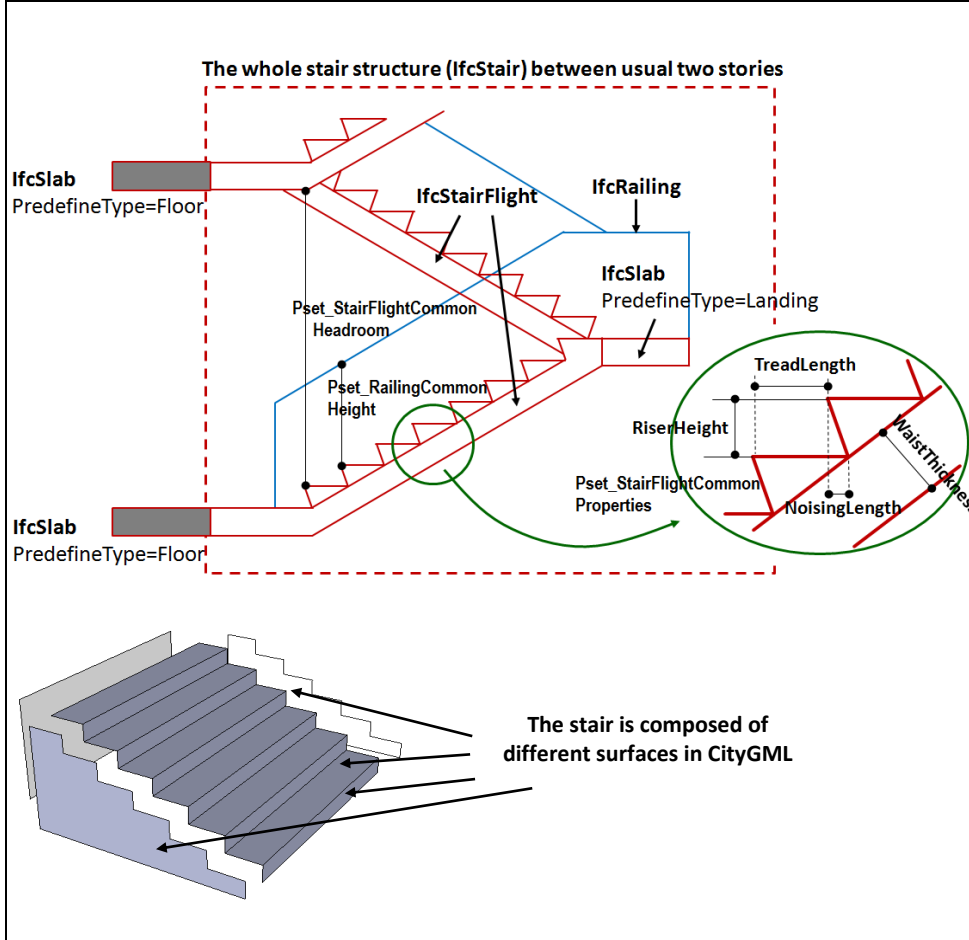 The whole stair structure (IfcStair) between usual two stories
IfcSlab
PredefineType=Floor
IfcStairFlight
IfcRailing
IfcSlab
PredefineType=Landing
Pset_StairFlightCommon
Headroom
Pset_RailingCommon
Height
TreadLength
RiserHeight
WaistThickness
NoisingLength
Pset_StairFlightCommon
Properties
IfcSlab
PredefineType=Floor
The stair is composed of
different surfaces in CityGML